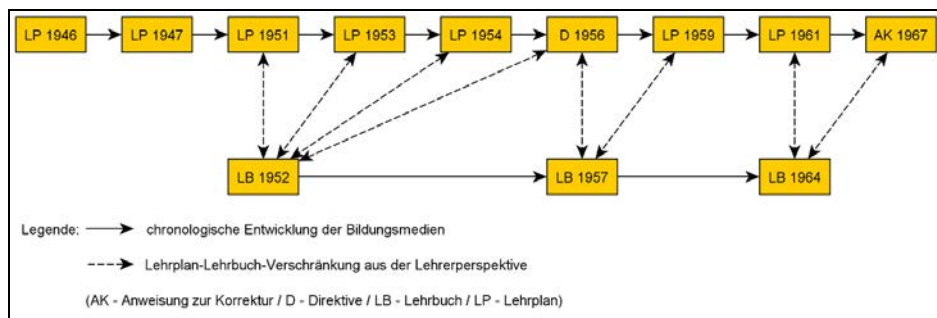 LP 1946 LP 1947 LP 1951 LP 1953 LP 1954 D 1956 LP 1959 LP 1961 AK 1967
LB 1952 LB 1957 LB 1964
Legende: chronologische Entwicklung der Bildungsmedien
Lehrplan-Lehrbuch-Verschränkung aus der Lehrerperspektive
(AK - Anweisung zur Korrektur / D - Direktive / LB - Lehrbuch / LP - Lehrplan)